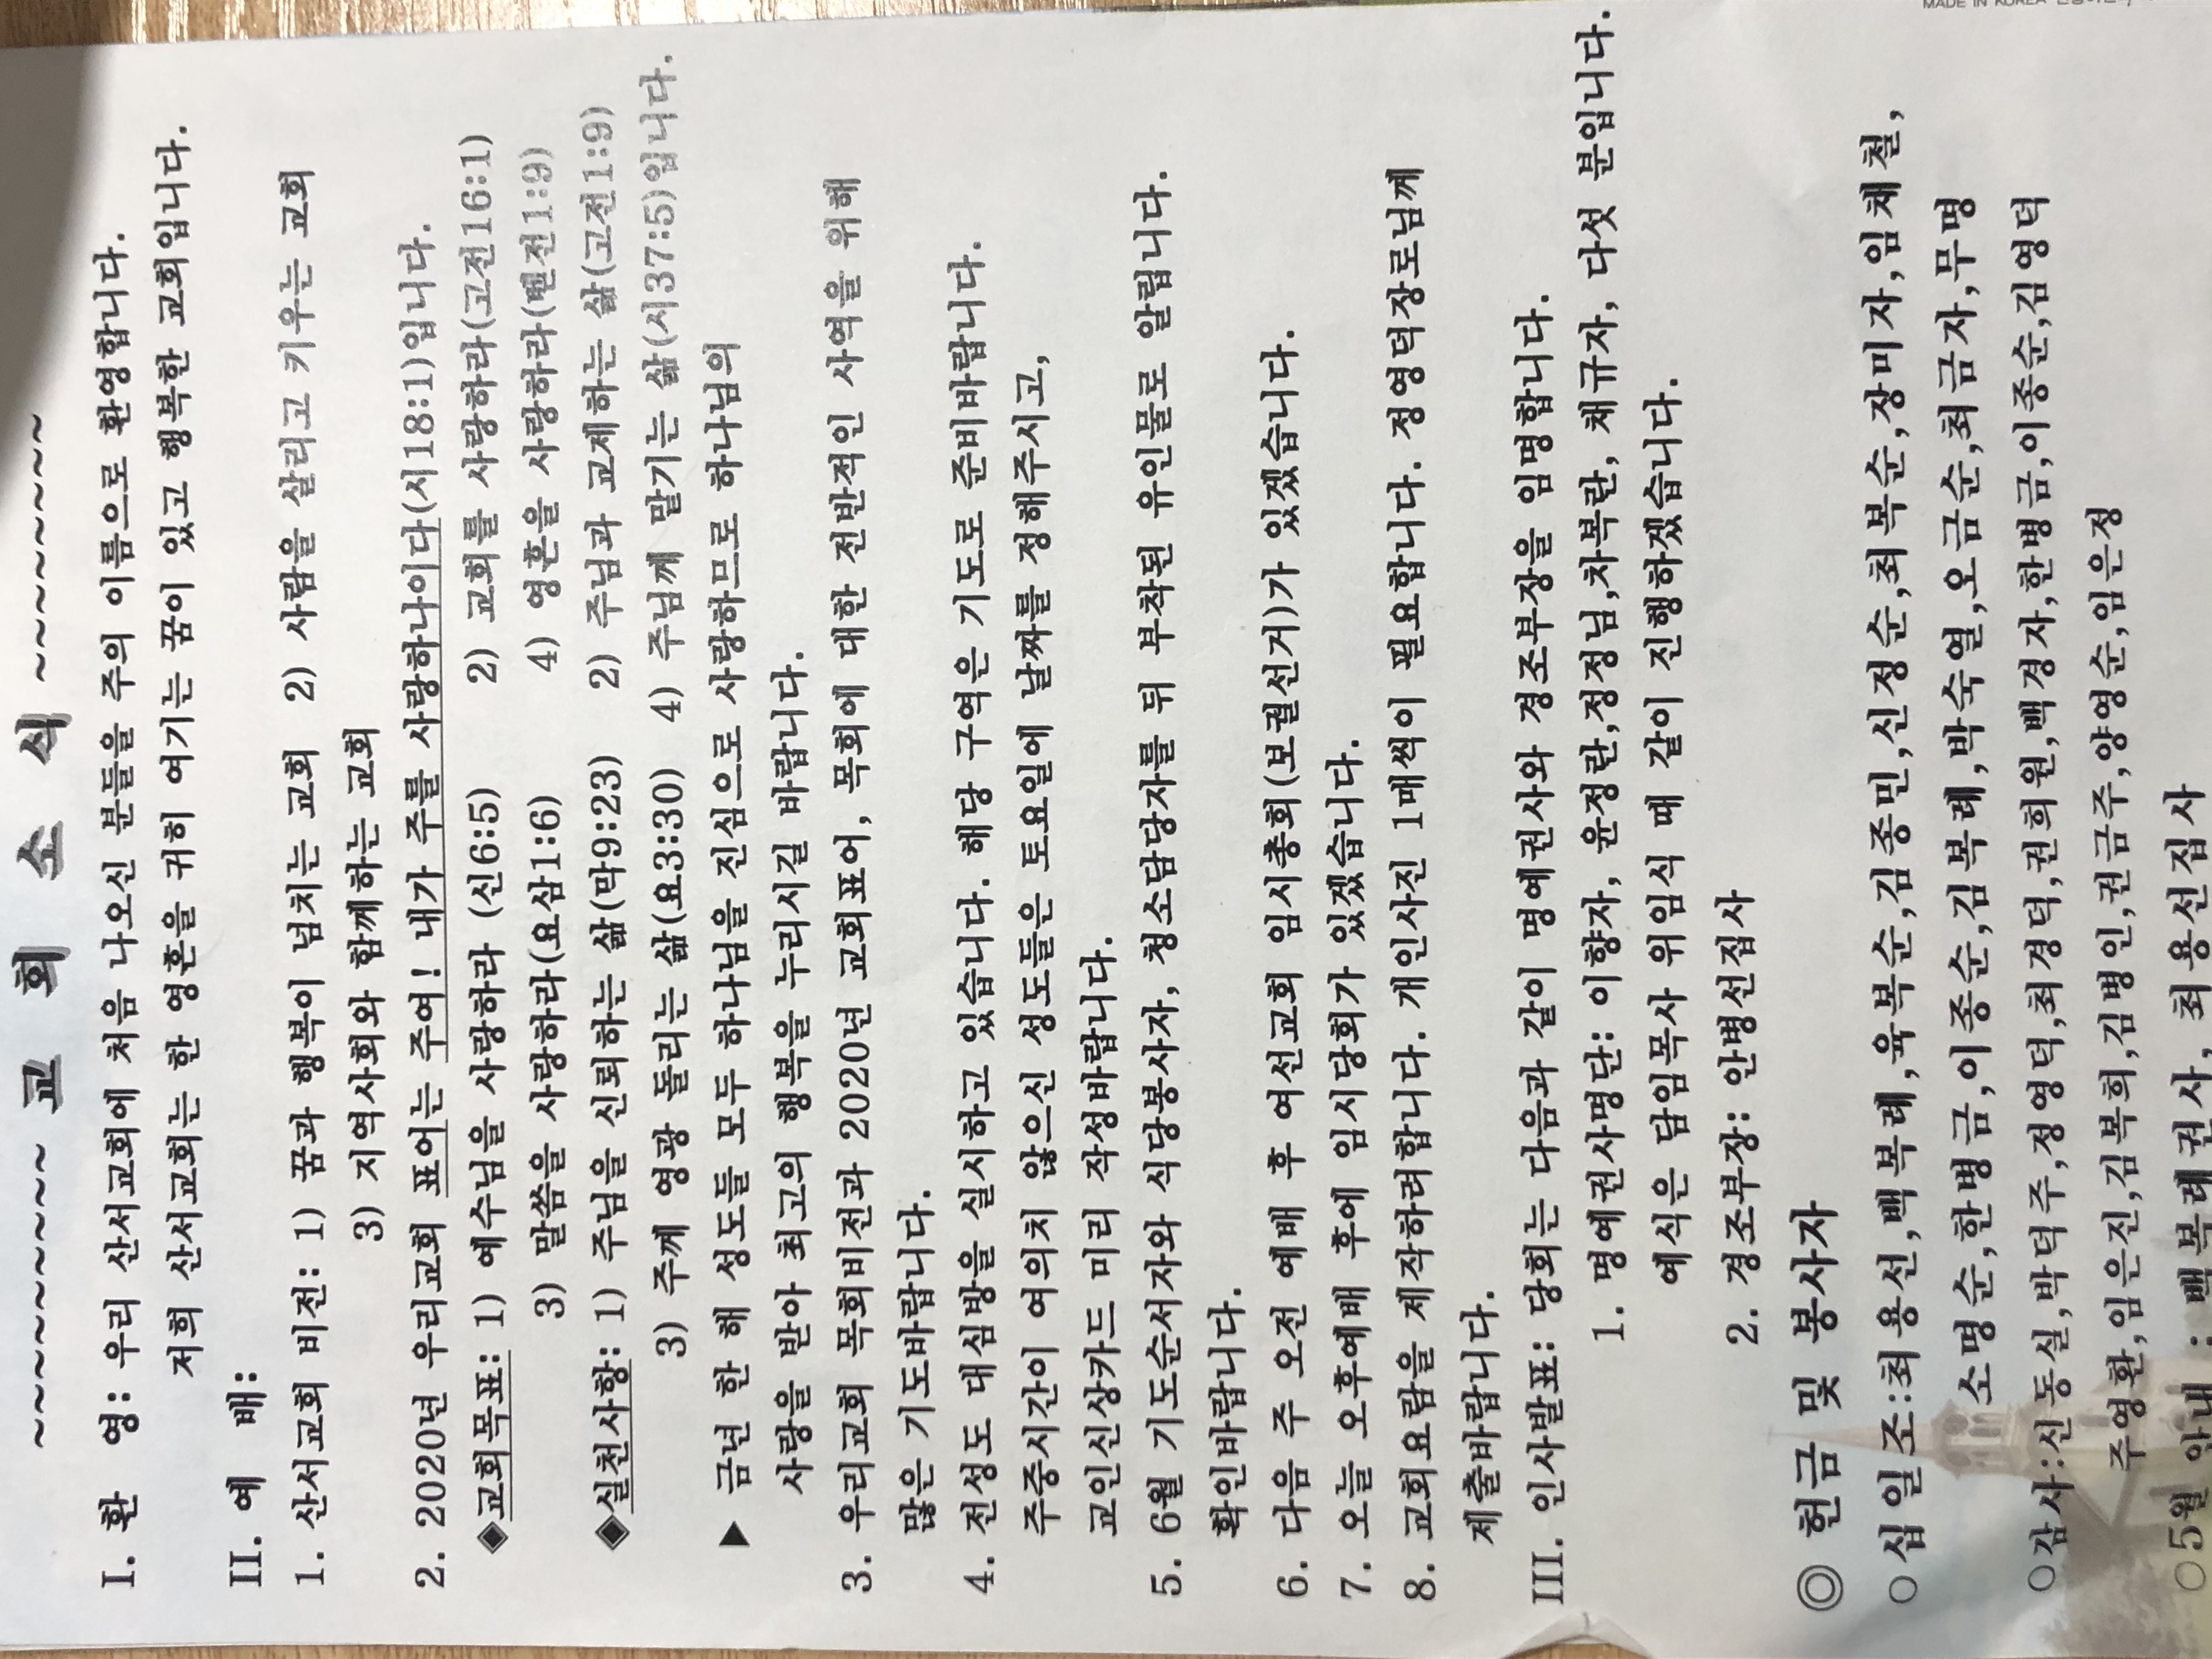 ~~~~~~~~~ 교 회 소 식 ~~~~~~~~
I. 환 영: 우리 산서교회에 처음 나오신 분들을 주의 이름으로 환영합니다.
저희 산서교회는 한 영혼을 귀히 여기는 꿈이 있고 행복한 교회입니다.
II. 예 배:
1. 산서교회 비전: 1) 꿈과 행복이 넘치는 교회 2) 사람을 살리고 키우는 교회
3) 지역사회와 함께하는 교회
2. 2020년 우리교회 표어는 주여! 내가 주를 사랑하나이다(시18:1)입니다.
◈교회목표: 1) 예수님을 사랑하라 (신6:5) 2) 교회를 사랑하라(고전16:1)
3) 말씀을 사랑하라(요삼1:6) 4) 영혼을 사랑하라(벧전1:9)
◈실천사항: 1) 주님을 신뢰하는 삶(막9:23) 2) 주님과 교제하는 삶(고전1:9)
3) 주께 영광 돌리는 삶(요3:30) 4) 주님께 맡기는 삶(시37:5)입니다.
▶ 금년 한 해 성도들 모두 하나님을 진심으로 사랑하므로 하나님의
사랑을 받아 최고의 행복을 누리시길 바랍니다.
3. 우리교회 목회비전과 2020년 교회표어, 목회에 대한 전반적인 사역을 위해
많은 기도바랍니다.
4. 전성도 대심방을 실시하고 있습니다. 해당 구역은 기도로 준비바랍니다.
주중시간이 여의치 않으신 성도들은 토요일에 날짜를 정해주시고,
교인신상카드 미리 작성바랍니다.
5. 6월 기도순서자와 식당봉사자, 청소담당자를 뒤 부착된 유인물로 알립니다.
확인바랍니다.
6. 다음 주 오전 예배 후 여선교회 임시총회(보궐선거)가 있겠습니다.
7. 오늘 오후예배 후에 임시당회가 있겠습니다.
8. 교회요람을 제작하려합니다. 개인사진 1매씩이 필요합니다. 정영덕장로님께
제출바랍니다.
III. 인사발표: 당회는 다음과 같이 명예권사와 경조부장을 임명합니다.
1. 명예권사명단: 이향자, 윤정란,정정님,차복란, 채규자, 다섯 분입니다.
예식은 담임목사 위임식 때 같이 진행하겠습니다.
2. 경조부장: 안병선집사
◎ 헌금 및 봉사자
○십일조:최용선,백복례,육복순,김종민,신정순,최복순,장미자,임채철,
소명순,한병금,이종순,김복례,박숙열,오금순,최금자,무명
○감사:신동실,박덕주,정영덕,최경덕,권희원,백경자,한병금,이종순,김영덕
주영환,임은진,김복희,김병인,권금주,양영순,임은정
○5월 안내 : 백복례권사, 최용선집사